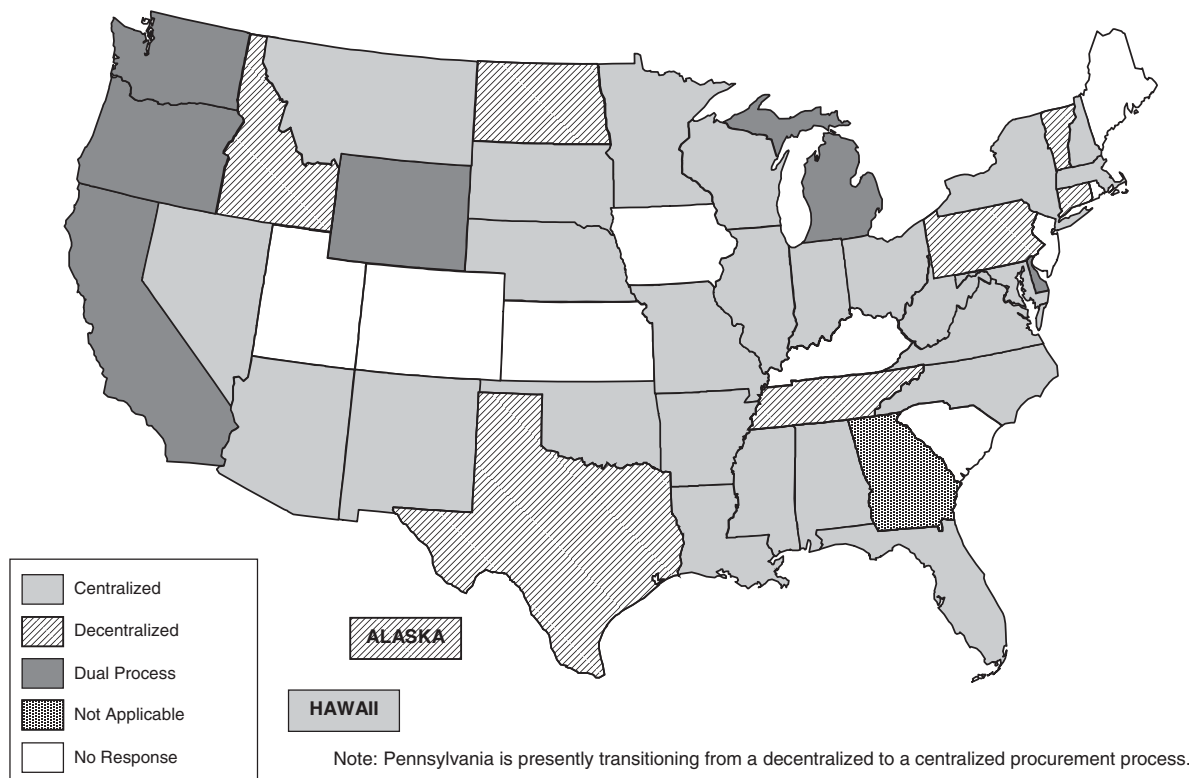 Centralized
Decentralized
Dual Process
Not Applicable
No Response
ALASKA
HAWAII
Note: Pennsylvania is presently transitioning from a decentralized to a centralized procurement process.